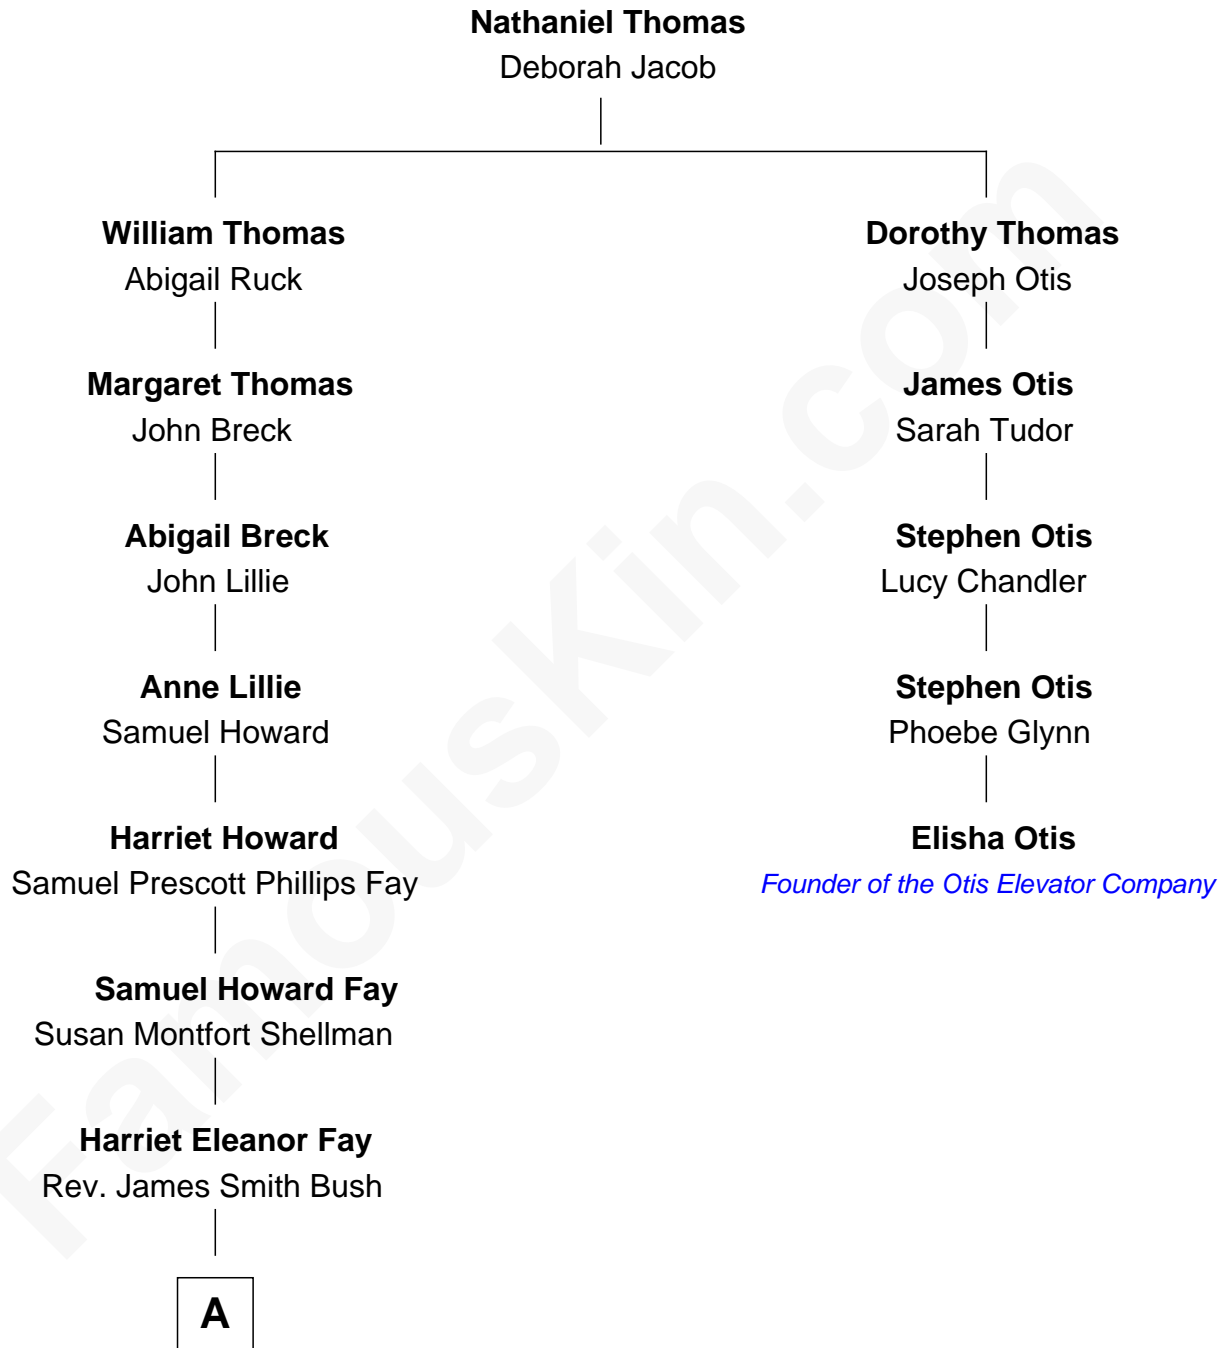 Nathaniel Thomas
Deborah Jacob
William Thomas
Abigail Ruck
Margaret Thomas
John Breck
Abigail Breck
John Lillie
Anne Lillie
Samuel Howard
Harriet Howard
Samuel Prescott Phillips Fay
Samuel Howard Fay
Susan Montfort Shellman
Harriet Eleanor Fay
Rev. James Smith Bush
A
Dorothy Thomas
Joseph Otis
James Otis
Sarah Tudor
Stephen Otis
Lucy Chandler
Stephen Otis
Phoebe Glynn
Elisha Otis
Founder of the Otis Elevator Company
FamousKin.com